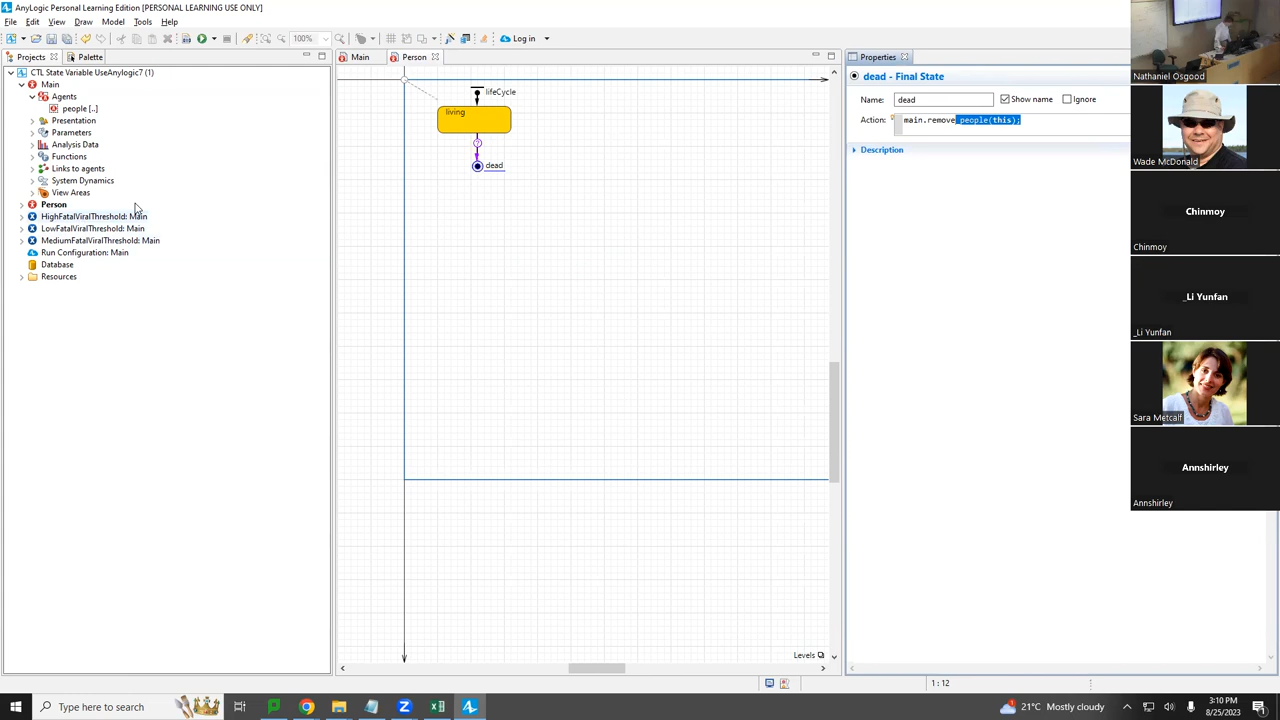 AnyLogic Personal Learning Edition [PERSONAL LEARNING USE ONLY]
File Edit View Draw Model Tools Help
100% Log in
Projects Palette Main Person Properties
CTL State Variable UseAnylogic7 (1)
Main
Agents
people [..]
Presentation
Parameters
Analysis Data
Functions
Links to agents
System Dynamics
View Areas
Person
HighFatalViralThreshold: Main
LowFatalViralThreshold: Main
MediumFatalViralThreshold: Main
Run Configuration: Main
Database
Resources
lifeCycle
living
?
dead
Levels
dead - Final State
Name: dead Show name Ignore
Action: main.remove_people(this);
Description
1 : 12
Nathaniel Osgood
Wade McDonald
Chinmoy
Chinmoy
_Li Yunfan
_Li Yunfan
Sara Metcalf
Annshirley
Annshirley
Type here to search
21°C Mostly cloudy
3:10 PM
8/25/2023
1